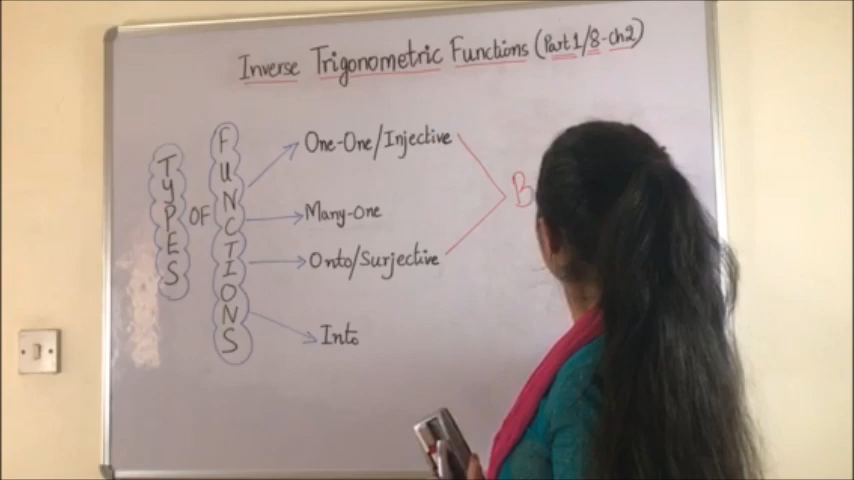 Inverse Trigonometric Functions (Part 1/8-ch2)
TYPES
OF
FUNCTIONS
One-One/Injective
Many-One
Onto/Surjective
Into
B